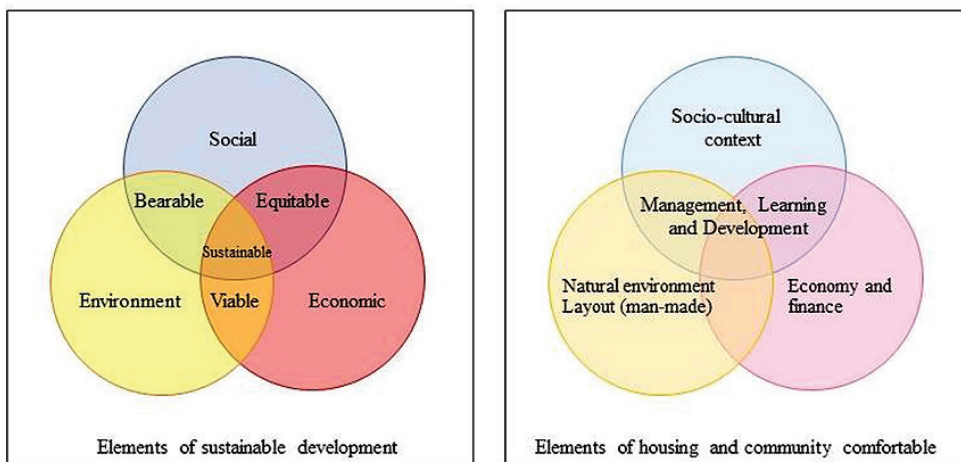 Social
Bearable
Equitable
Sustainable
Environment
Viable
Economic
Elements of sustainable development
Socio-cultural
context
Management, Learning
and Development
Natural environment
Layout (man-made)
Economy and
finance
Elements of housing and community comfortable